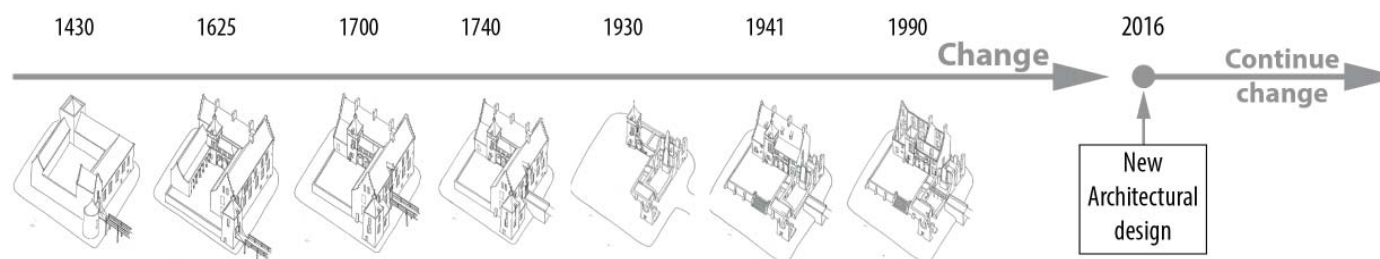 1430 1625 1700 1740 1930 1941 1990 2016
Change
Continue
change
New
Architectural
design